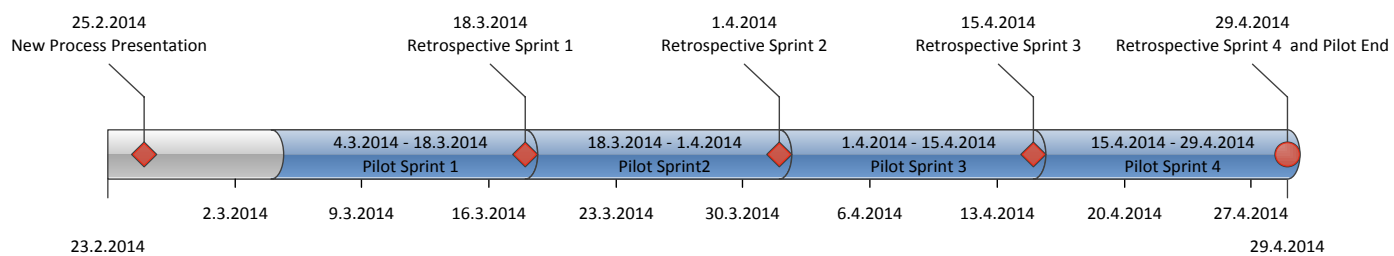 25.2.2014
New Process Presentation
18.3.2014
Retrospective Sprint 1
1.4.2014
Retrospective Sprint 2
15.4.2014
Retrospective Sprint 3
29.4.2014
Retrospective Sprint 4 and Pilot End
4.3.2014 - 18.3.2014
Pilot Sprint 1
18.3.2014 - 1.4.2014
Pilot Sprint2
1.4.2014 - 15.4.2014
Pilot Sprint 3
15.4.2014 - 29.4.2014
Pilot Sprint 4
2.3.2014
9.3.2014
16.3.2014
23.3.2014
30.3.2014
6.4.2014
13.4.2014
20.4.2014
27.4.2014
23.2.2014
29.4.2014